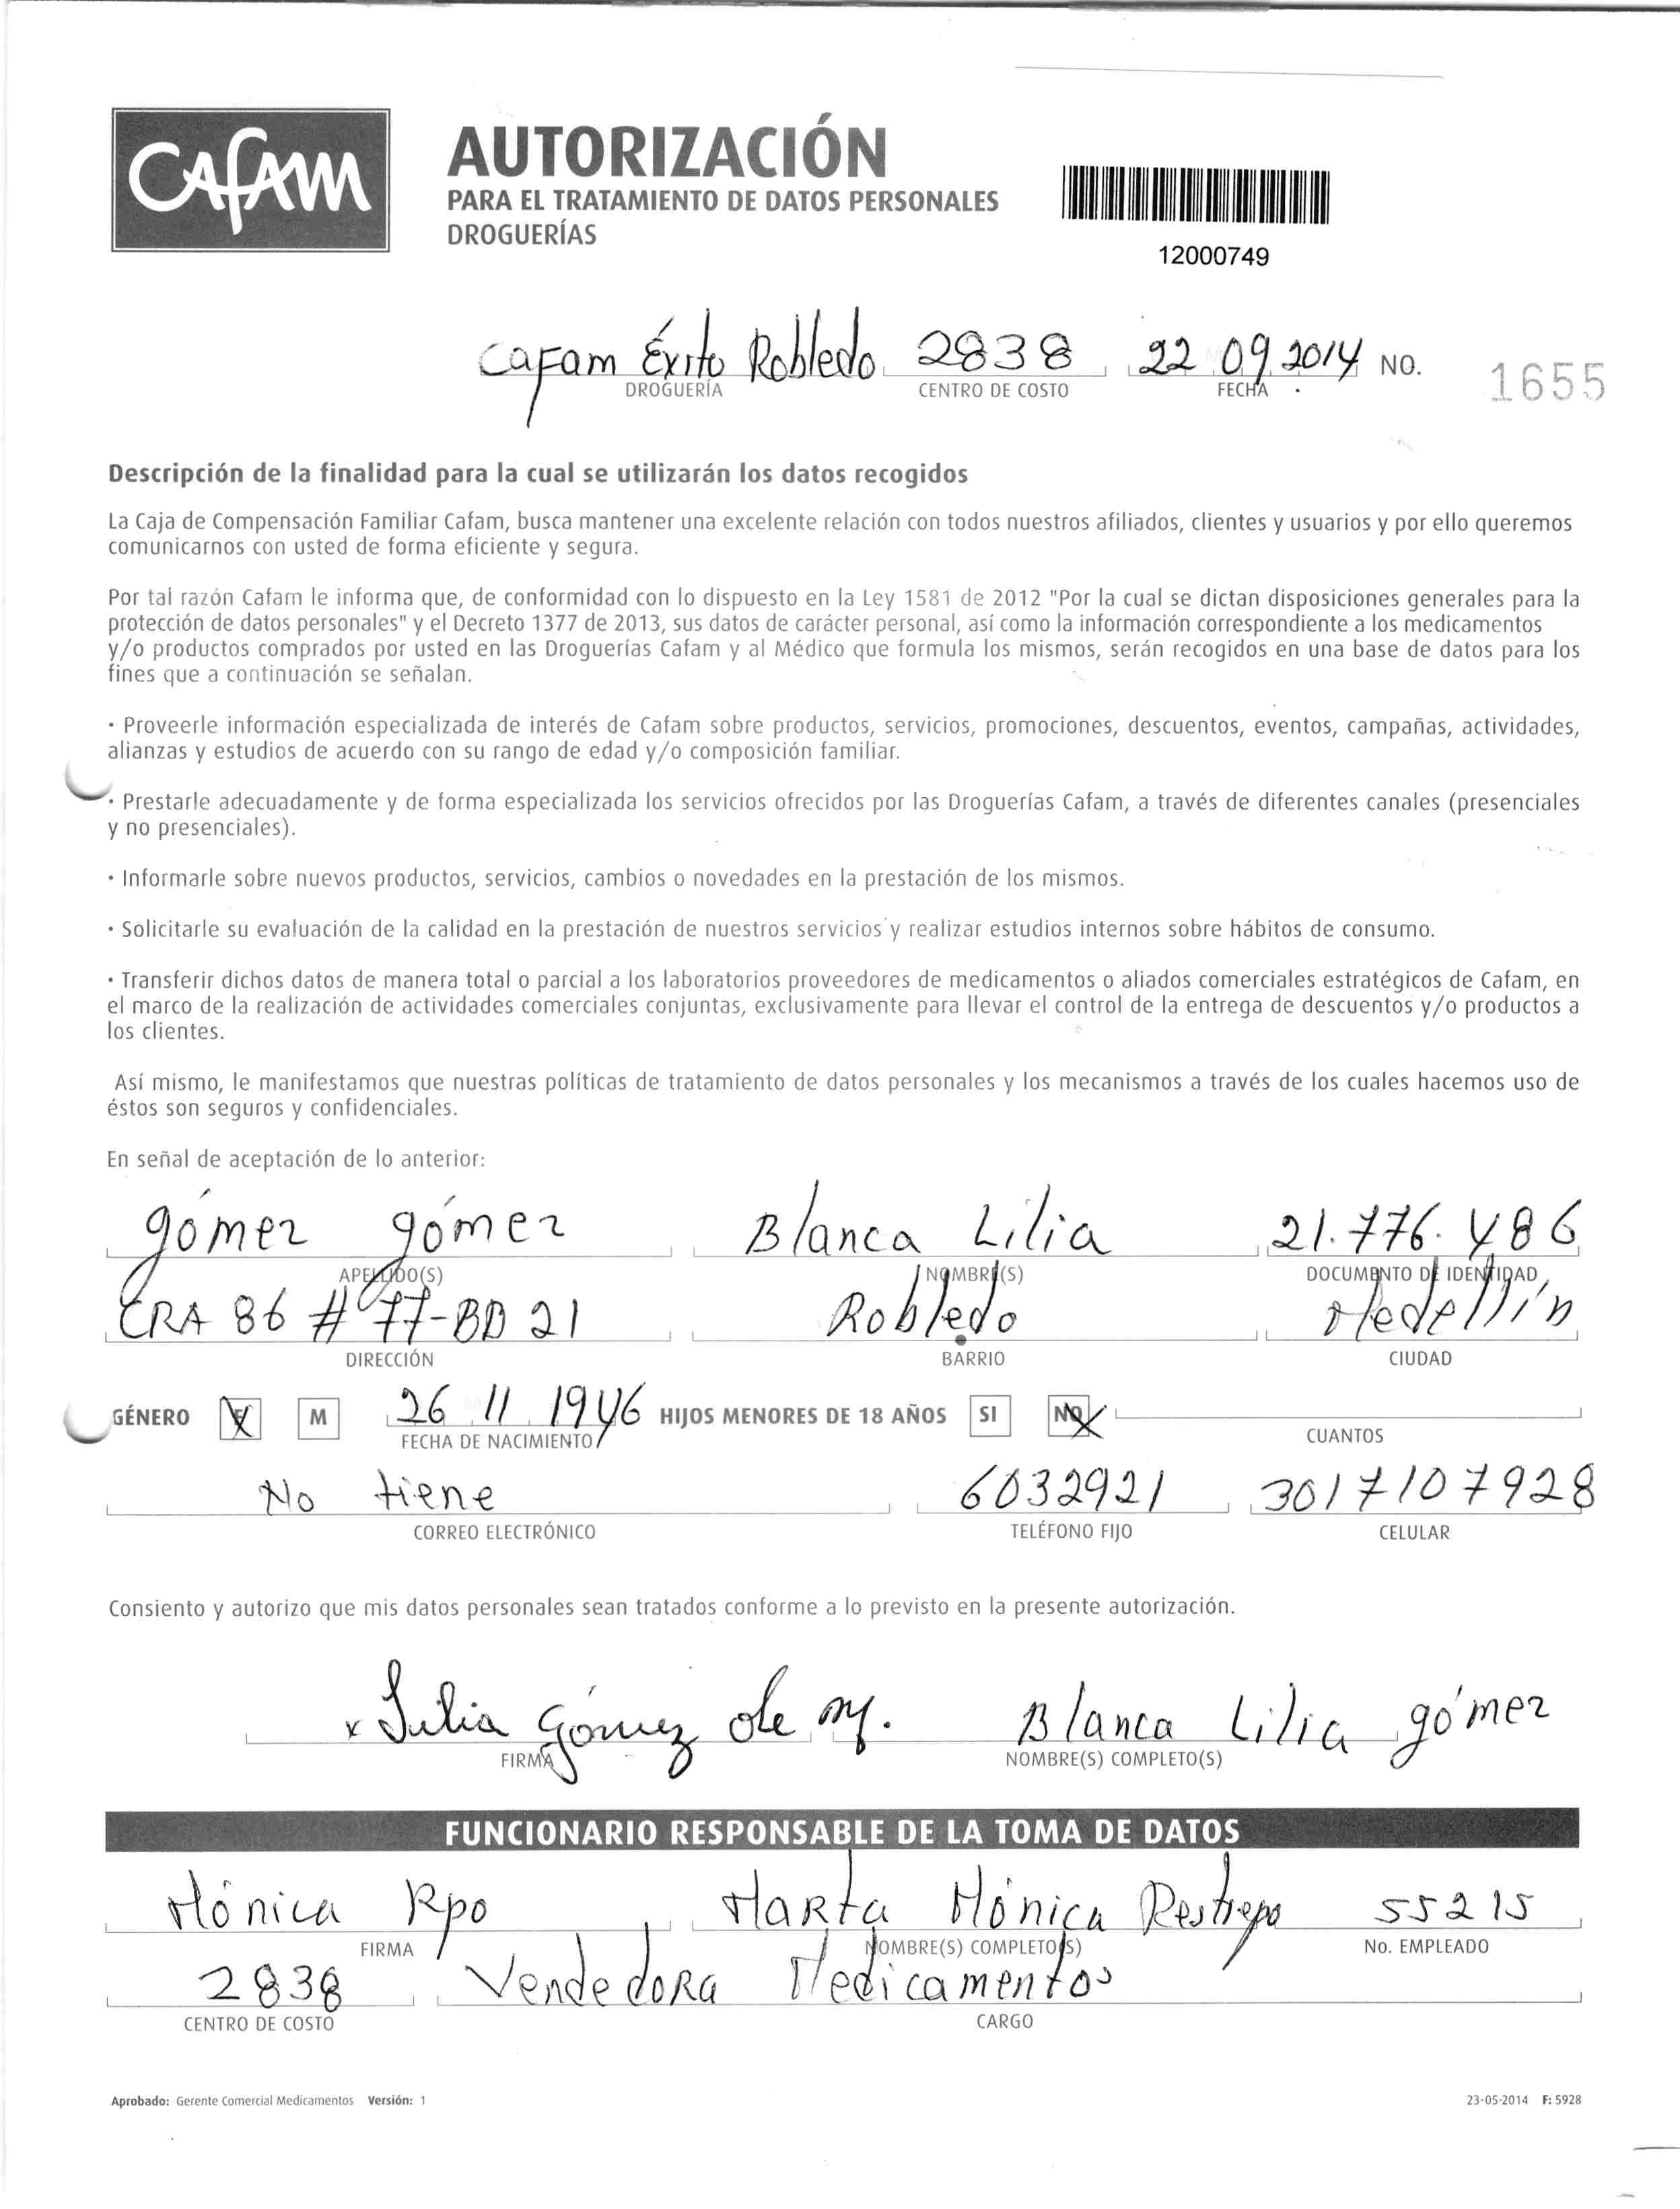 CAFAM
AUTORIZACIÓN
PARA EL TRATAMIENTO DE DATOS PERSONALES
DROGUERÍAS
12000749
Cafam Éxito Robledo 2838 22 09 2014 NO. 1655
DROGUERÍA CENTRO DE COSTO FECHA
Descripción de la finalidad para la cual se utilizarán los datos recogidos
La Caja de Compensación Familiar Cafam, busca mantener una excelente relación con todos nuestros afiliados, clientes y usuarios y por ello queremos
comunicarnos con usted de forma eficiente y segura.
Por tal razón Cafam le informa que, de conformidad con lo dispuesto en la Ley 1581 de 2012 "Por la cual se dictan disposiciones generales para la
protección de datos personales" y el Decreto 1377 de 2013, sus datos de carácter personal, así como la información correspondiente a los medicamentos
y/o productos comprados por usted en las Droguerías Cafam y al Médico que formula los mismos, serán recogidos en una base de datos para los
fines que a continuación se señalan.
· Proveerle información especializada de interés de Cafam sobre productos, servicios, promociones, descuentos, eventos, campañas, actividades,
alianzas y estudios de acuerdo con su rango de edad y/o composición familiar.
· Prestarle adecuadamente y de forma especializada los servicios ofrecidos por las Droguerías Cafam, a través de diferentes canales (presenciales
y no presenciales).
· Informarle sobre nuevos productos, servicios, cambios o novedades en la prestación de los mismos.
· Solicitarle su evaluación de la calidad en la prestación de nuestros servicios y realizar estudios internos sobre hábitos de consumo.
· Transferir dichos datos de manera total o parcial a los laboratorios proveedores de medicamentos o aliados comerciales estratégicos de Cafam, en
el marco de la realización de actividades comerciales conjuntas, exclusivamente para llevar el control de la entrega de descuentos y/o productos a
los clientes.
Así mismo, le manifestamos que nuestras políticas de tratamiento de datos personales y los mecanismos a través de los cuales hacemos uso de
éstos son seguros y confidenciales.
En señal de aceptación de lo anterior:
gómez gómez Blanca Lilia 21.776.486
APELLIDO(S) NOMBRE(S) DOCUMENTO DE IDENTIDAD
CRA 86 # 77-BD 21 Robledo Medellín
DIRECCIÓN BARRIO CIUDAD
GÉNERO F M 26 11 1946 HIJOS MENORES DE 18 AÑOS SI NO
FECHA DE NACIMIENTO CUANTOS
No tiene 6032921 3017107928
CORREO ELECTRÓNICO TELÉFONO FIJO CELULAR
Consiento y autorizo que mis datos personales sean tratados conforme a lo previsto en la presente autorización.
x Lilia Gómez de M. Blanca Lilia gómez
FIRMA NOMBRE(S) COMPLETO(S)
FUNCIONARIO RESPONSABLE DE LA TOMA DE DATOS
Mónica Rpo Marta Mónica Restrepo 55215
FIRMA NOMBRE(S) COMPLETO(S) No. EMPLEADO
2838 Vendedora Medicamentos
CENTRO DE COSTO CARGO
Aprobado: Gerente Comercial Medicamentos Versión: 1 23-05-2014 F: 5928